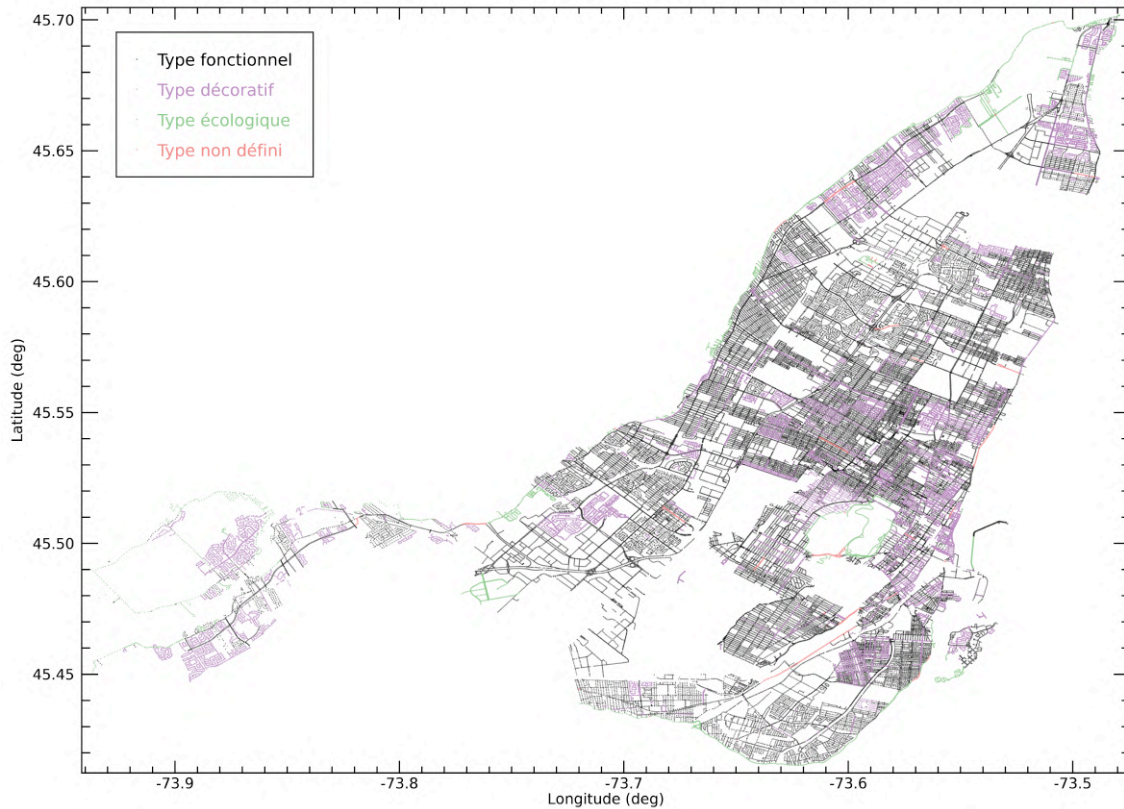 Type fonctionnel
Type décoratif
Type écologique
Type non défini
45.70
45.65
45.60
45.55
45.50
45.45
Latitude (deg)
-73.9
-73.8
-73.7
-73.6
-73.5
Longitude (deg)